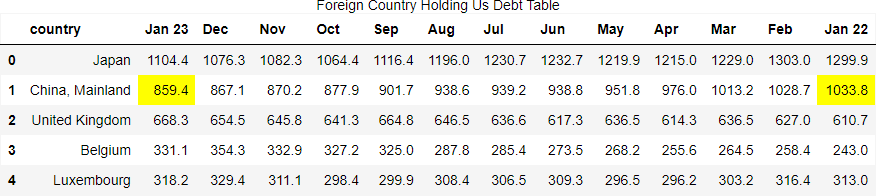 Foreign Country Holding Us Debt Table
country Jan 23 Dec Nov Oct Sep Aug Jul Jun May Apr Mar Feb Jan 22
0 Japan 1104.4 1076.3 1082.3 1064.4 1116.4 1196.0 1230.7 1232.7 1219.9 1215.0 1229.0 1303.0 1299.9
1 China, Mainland 859.4 867.1 870.2 877.9 901.7 938.6 939.2 938.8 951.8 976.0 1013.2 1028.7 1033.8
2 United Kingdom 668.3 654.5 645.8 641.3 664.8 646.5 636.6 617.3 636.5 614.3 636.5 627.0 610.7
3 Belgium 331.1 354.3 332.9 327.2 325.0 287.8 285.4 273.5 268.2 255.6 264.5 258.4 243.0
4 Luxembourg 318.2 329.4 311.1 298.4 299.9 308.4 306.5 309.3 296.5 296.2 303.2 316.4 313.0